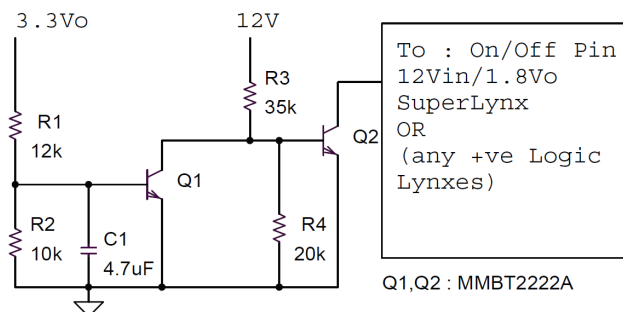 3.3Vo
12V
To : On/Off Pin
12Vin/1.8Vo
SuperLynx
OR
(any +ve Logic
Lynxes)
R3
35k
R1
12k
Q1
Q2
R2
10k
C1
4.7uF
R4
20k
Q1,Q2 : MMBT2222A